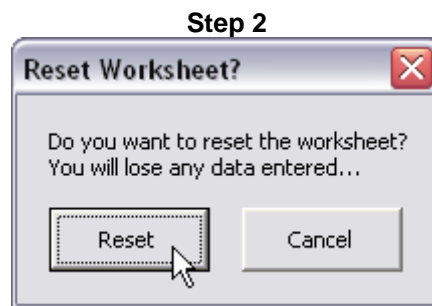 Step 2
Reset Worksheet?
Do you want to reset the worksheet?
You will lose any data entered...
Reset
Cancel